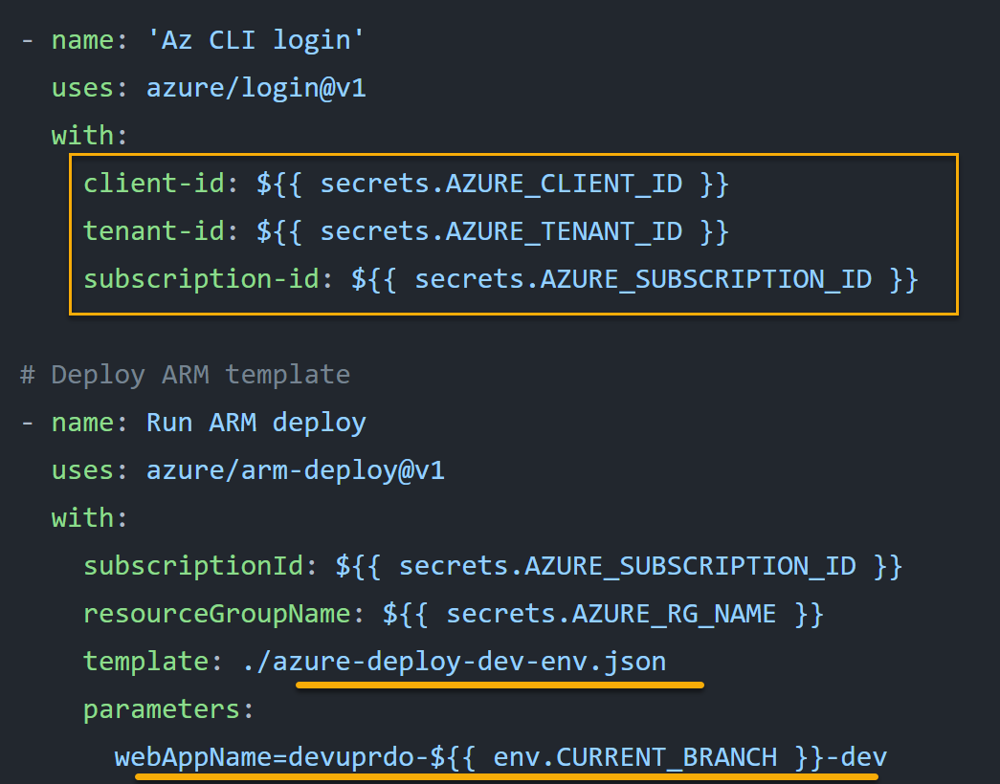 - name: 'Az CLI login'
uses: azure/login@v1
with:
client-id: ${{ secrets.AZURE_CLIENT_ID }}
tenant-id: ${{ secrets.AZURE_TENANT_ID }}
subscription-id: ${{ secrets.AZURE_SUBSCRIPTION_ID }}
# Deploy ARM template
- name: Run ARM deploy
uses: azure/arm-deploy@v1
with:
subscriptionId: ${{ secrets.AZURE_SUBSCRIPTION_ID }}
resourceGroupName: ${{ secrets.AZURE_RG_NAME }}
template: ./azure-deploy-dev-env.json
parameters:
webAppName=devuprdo-${{ env.CURRENT_BRANCH }}-dev